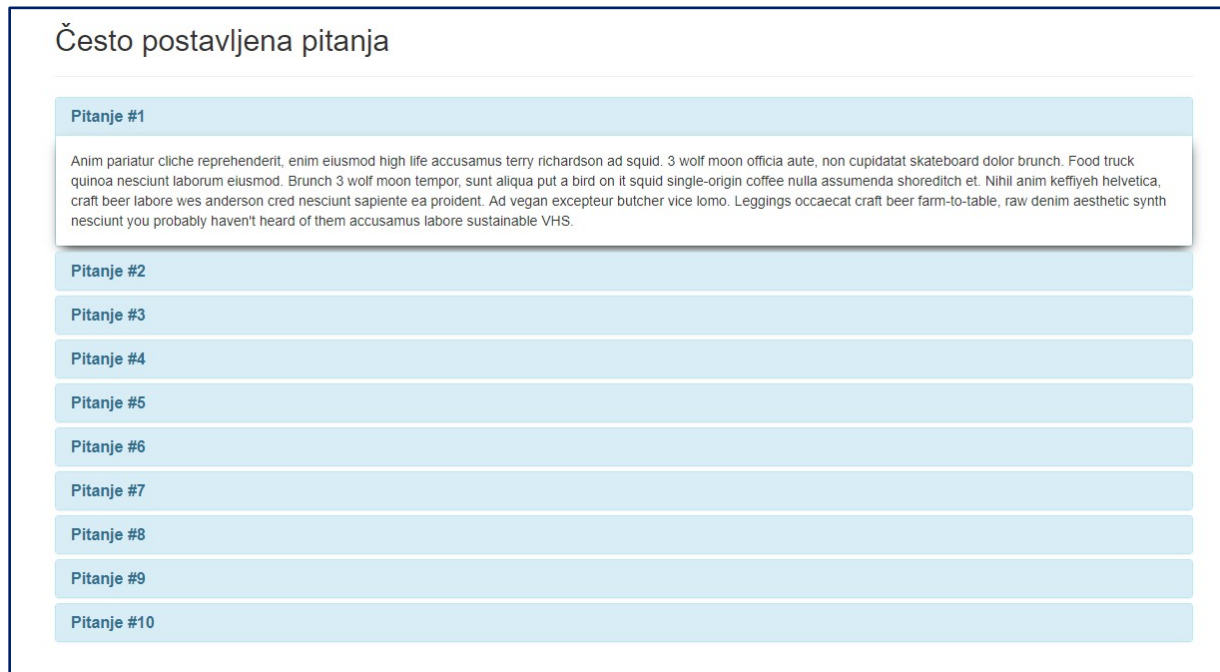 Često postavljena pitanja
Pitanje #1
Anim pariatur cliche reprehenderit, enim eiusmod high life accusamus terry richardson ad squid. 3 wolf moon officia aute, non cupidatat skateboard dolor brunch. Food truck
quinoa nesciunt laborum eiusmod. Brunch 3 wolf moon tempor, sunt aliqua put a bird on it squid single-origin coffee nulla assumenda shoreditch et. Nihil anim keffiyeh helvetica,
craft beer labore wes anderson cred nesciunt sapiente ea proident. Ad vegan excepteur butcher vice lomo. Leggings occaecat craft beer farm-to-table, raw denim aesthetic synth
nesciunt you probably haven't heard of them accusamus labore sustainable VHS.
Pitanje #2
Pitanje #3
Pitanje #4
Pitanje #5
Pitanje #6
Pitanje #7
Pitanje #8
Pitanje #9
Pitanje #10